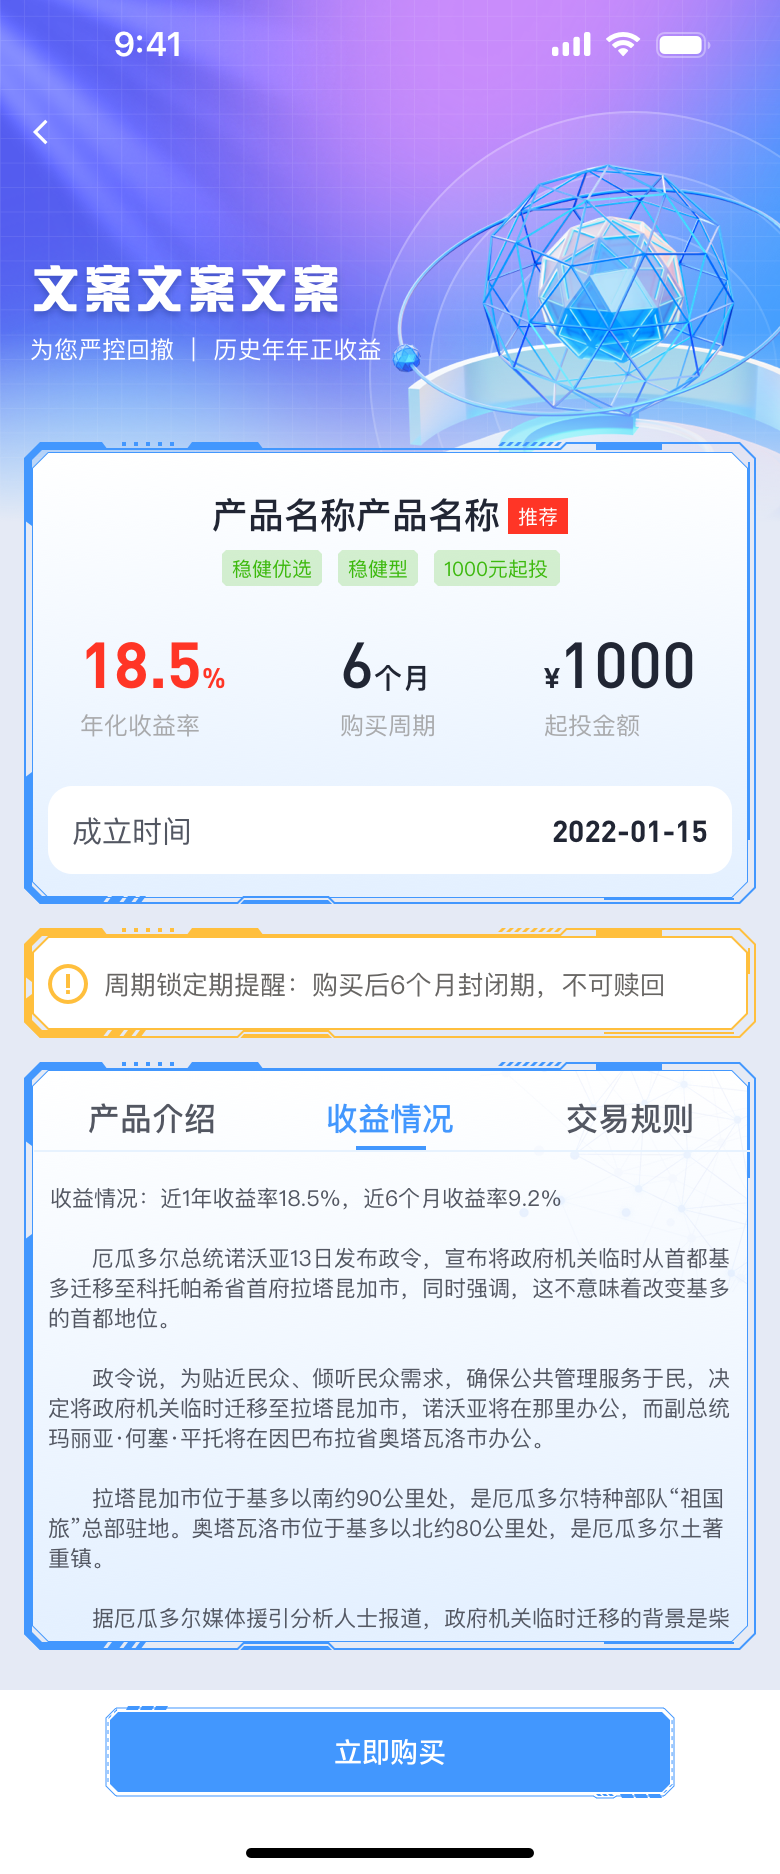 9:41
文案文案文案
为您严控回撤 | 历史年年正收益
产品名称产品名称 推荐
稳健优选 稳健型 1000元起投
18.5% 6个月 ¥1000
年化收益率 购买周期 起投金额
成立时间 2022-01-15
周期锁定期提醒：购买后6个月封闭期，不可赎回
产品介绍 收益情况 交易规则
收益情况：近1年收益率18.5%，近6个月收益率9.2%
厄瓜多尔总统诺沃亚13日发布政令，宣布将政府机关临时从首都基
多迁移至科托帕希省首府拉塔昆加市，同时强调，这不意味着改变基多
的首都地位。
政令说，为贴近民众、倾听民众需求，确保公共管理服务于民，决
定将政府机关临时迁移至拉塔昆加市，诺沃亚将在那里办公，而副总统
玛丽亚·何塞·平托将在因巴布拉省奥塔瓦洛市办公。
拉塔昆加市位于基多以南约90公里处，是厄瓜多尔特种部队“祖国
旅”总部驻地。奥塔瓦洛市位于基多以北约80公里处，是厄瓜多尔土著
重镇。
据厄瓜多尔媒体援引分析人士报道，政府机关临时迁移的背景是柴
立即购买